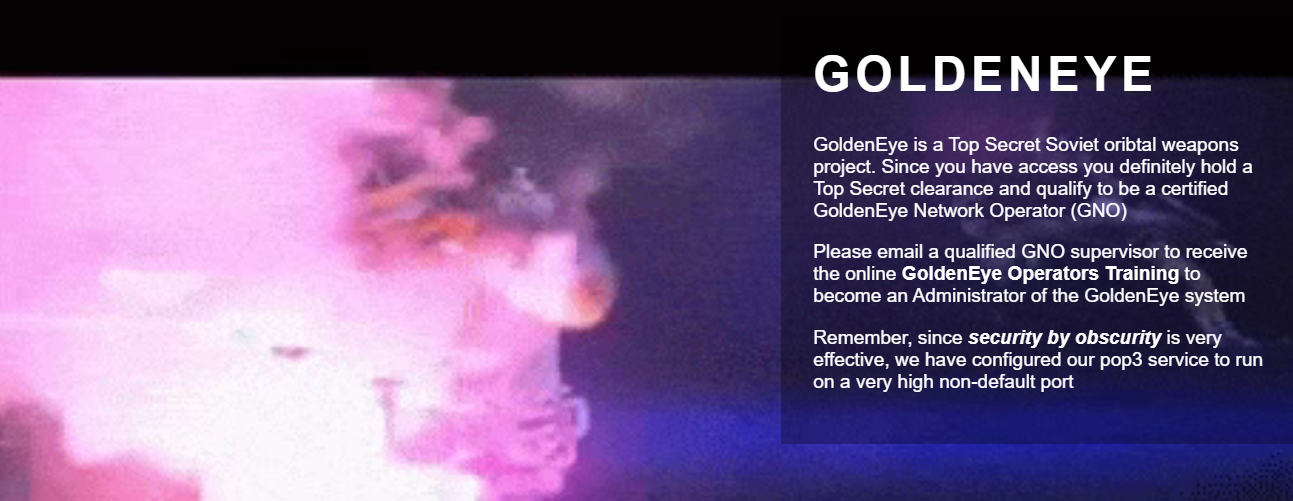 GOLDENEYE
GoldenEye is a Top Secret Soviet oribtal weapons
project. Since you have access you definitely hold a
Top Secret clearance and qualify to be a certified
GoldenEye Network Operator (GNO)
Please email a qualified GNO supervisor to receive
the online GoldenEye Operators Training to
become an Administrator of the GoldenEye system
Remember, since security by obscurity is very
effective, we have configured our pop3 service to run
on a very high non-default port